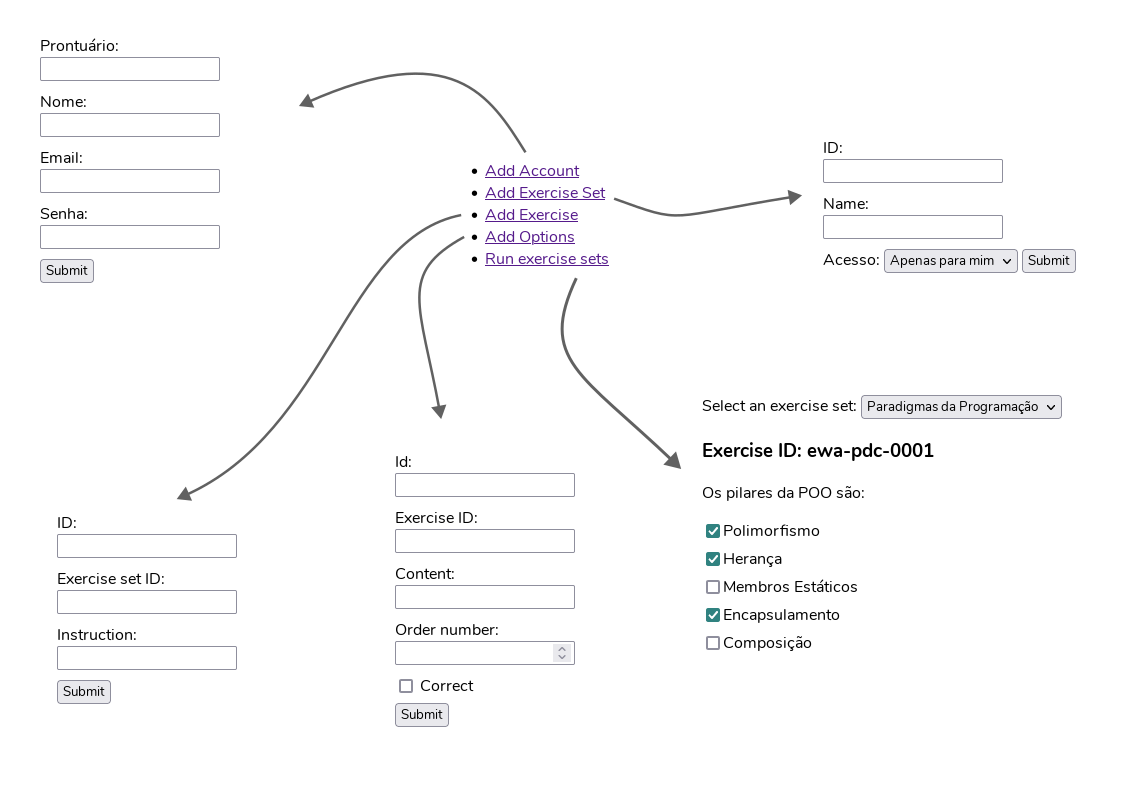 Prontuário:
Nome:
Email:
Senha:
Submit
Add Account
Add Exercise Set
Add Exercise
Add Options
Run exercise sets
ID:
Name:
Acesso: Apenas para mim Submit
ID:
Exercise set ID:
Instruction:
Submit
Id:
Exercise ID:
Content:
Order number:
Correct
Submit
Select an exercise set: Paradigmas da Programação
Exercise ID: ewa-pdc-0001
Os pilares da POO são:
Polimorfismo
Herança
Membros Estáticos
Encapsulamento
Composição